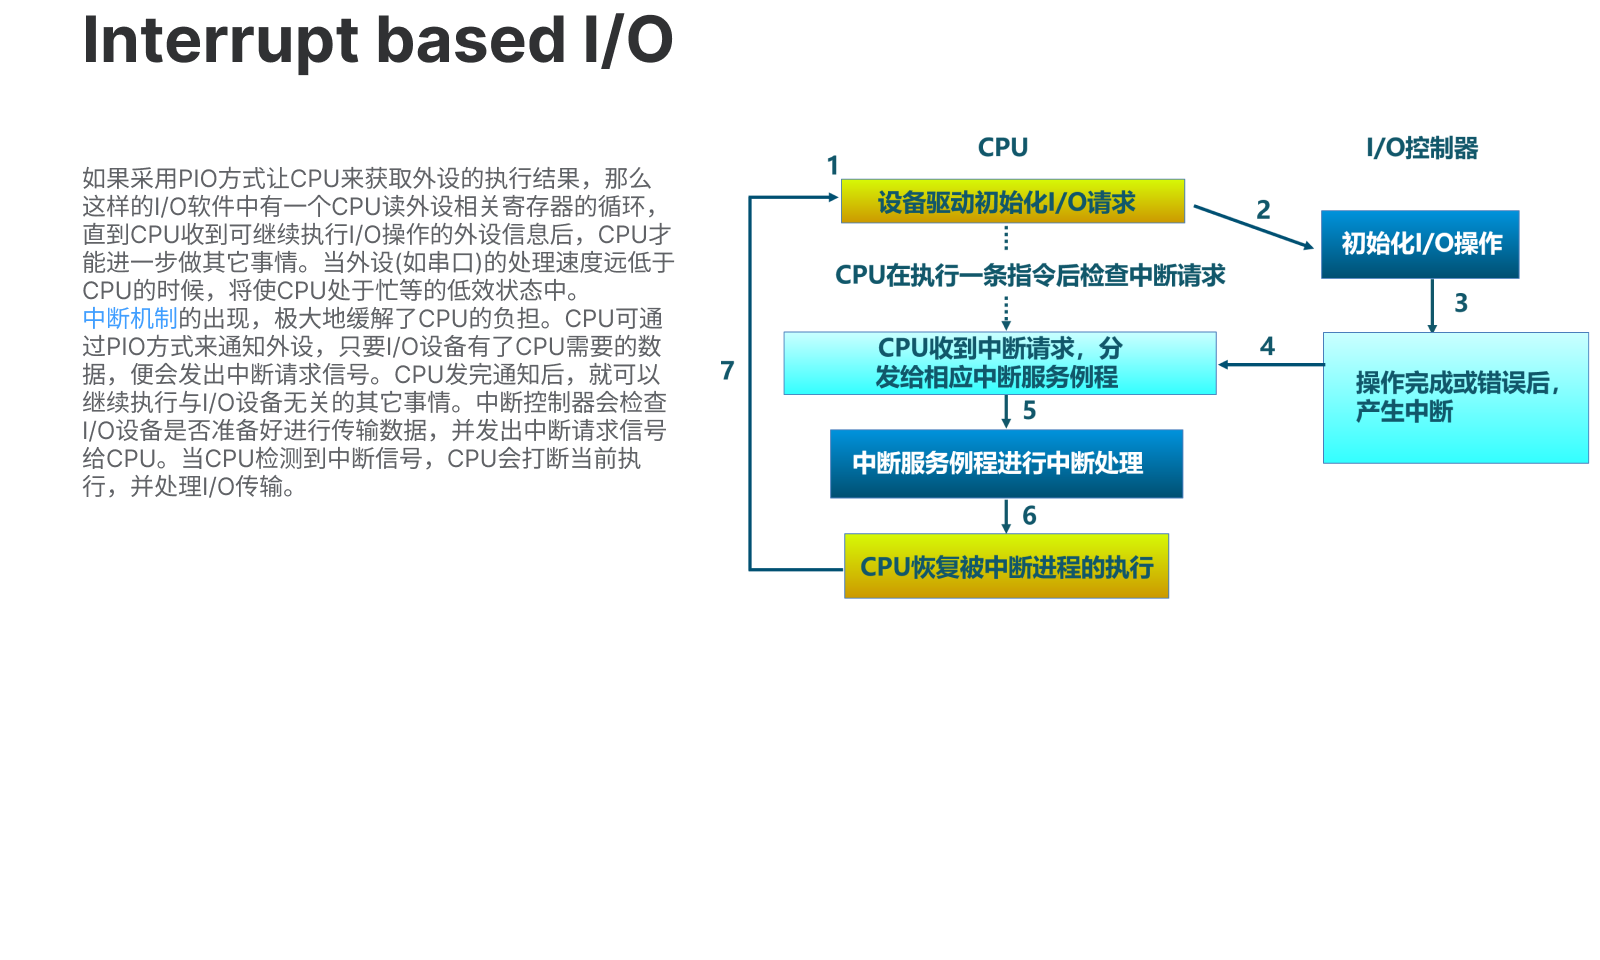 Interrupt based I/O
如果采用PIO方式让CPU来获取外设的执行结果，那么
这样的I/O软件中有一个CPU读外设相关寄存器的循环，
直到CPU收到可继续执行I/O操作的外设信息后，CPU才
能进一步做其它事情。当外设(如串口)的处理速度远低于
CPU的时候，将使CPU处于忙等的低效状态中。
中断机制的出现，极大地缓解了CPU的负担。CPU可通
过PIO方式来通知外设，只要I/O设备有了CPU需要的数
据，便会发出中断请求信号。CPU发完通知后，就可以
继续执行与I/O设备无关的其它事情。中断控制器会检查
I/O设备是否准备好进行传输数据，并发出中断请求信号
给CPU。当CPU检测到中断信号，CPU会打断当前执
行，并处理I/O传输。
CPU
I/O控制器
1
设备驱动初始化I/O请求
2
初始化I/O操作
CPU在执行一条指令后检查中断请求
3
CPU收到中断请求，分
发给相应中断服务例程
4
操作完成或错误后，
产生中断
7
5
中断服务例程进行中断处理
6
CPU恢复被中断进程的执行